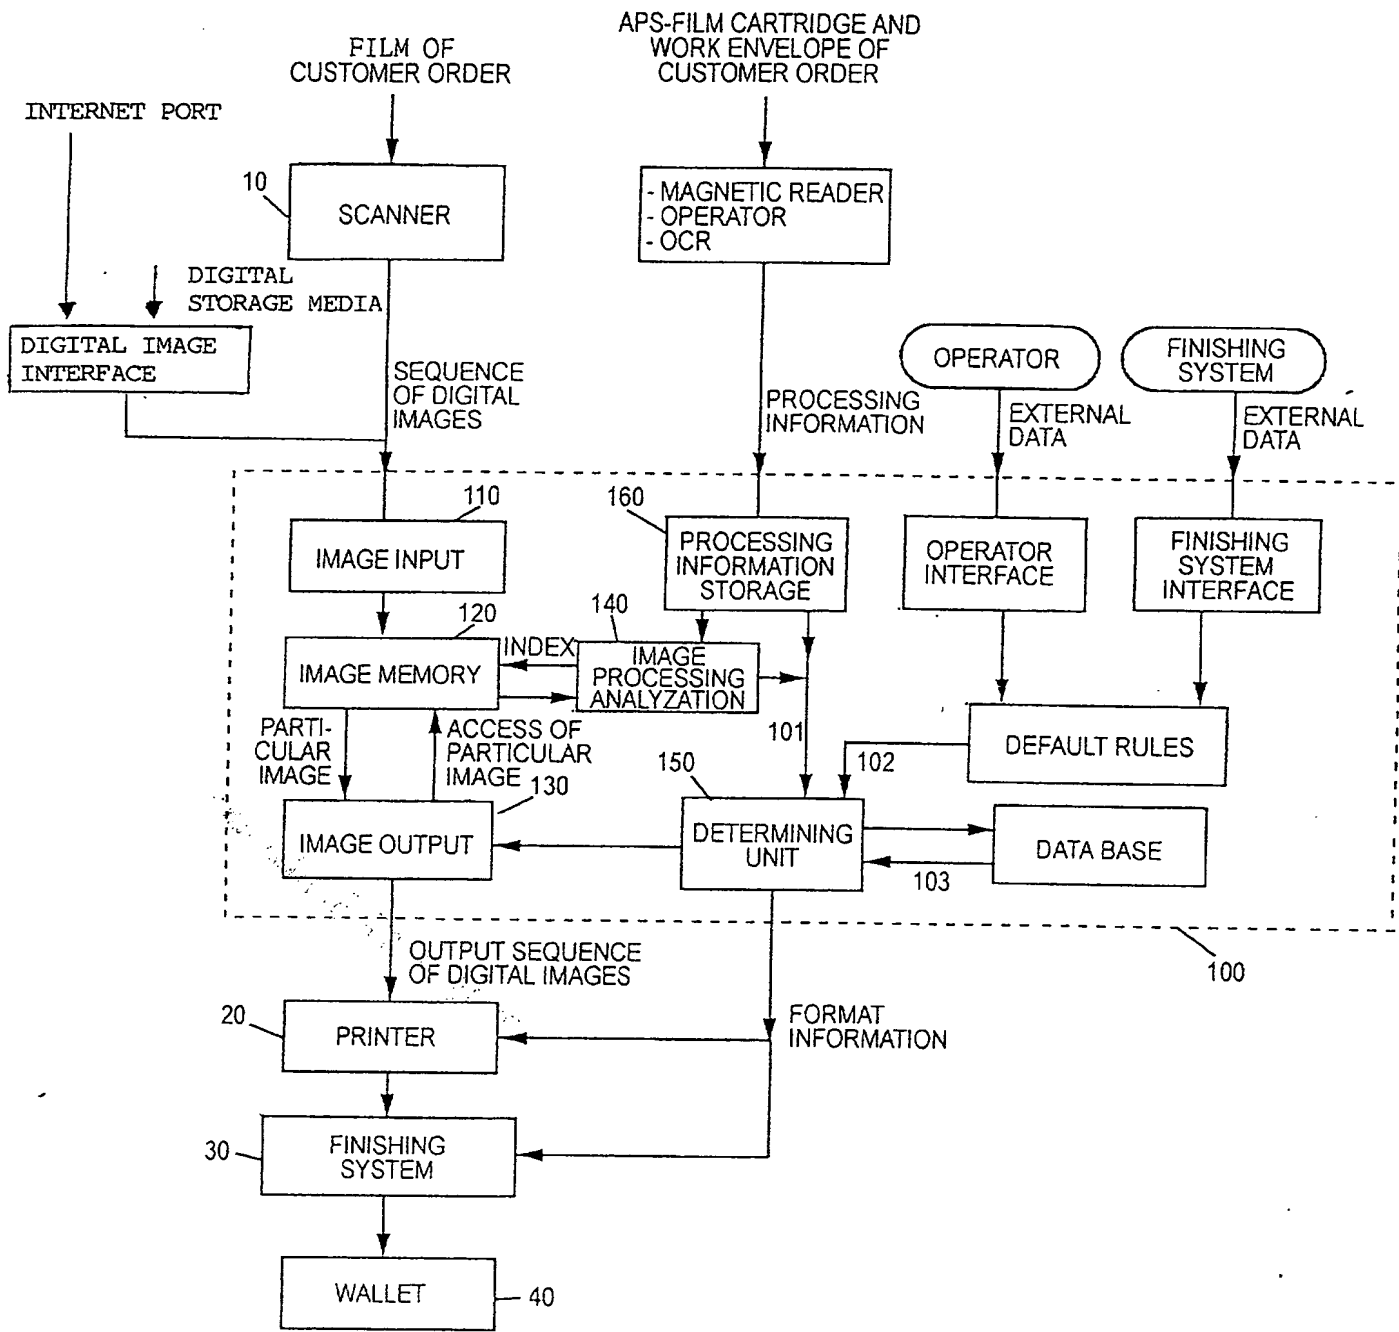 APS-FILM CARTRIDGE AND
WORK ENVELOPE OF
CUSTOMER ORDER
FILM OF
CUSTOMER ORDER
INTERNET PORT
10
SCANNER
- MAGNETIC READER
- OPERATOR
- OCR
DIGITAL
STORAGE MEDIA
DIGITAL IMAGE
INTERFACE
SEQUENCE
OF DIGITAL
IMAGES
PROCESSING
INFORMATION
OPERATOR
FINISHING
SYSTEM
EXTERNAL
DATA
EXTERNAL
DATA
110
IMAGE INPUT
160
PROCESSING
INFORMATION
STORAGE
OPERATOR
INTERFACE
FINISHING
SYSTEM
INTERFACE
120
IMAGE MEMORY
INDEX
140
IMAGE
PROCESSING
ANALYZATION
101
PARTI-
CULAR
IMAGE
ACCESS OF
PARTICULAR
IMAGE
102
DEFAULT RULES
130
IMAGE OUTPUT
150
DETERMINING
UNIT
DATA BASE
103
100
OUTPUT SEQUENCE
OF DIGITAL IMAGES
FORMAT
INFORMATION
20
PRINTER
30
FINISHING
SYSTEM
WALLET
40